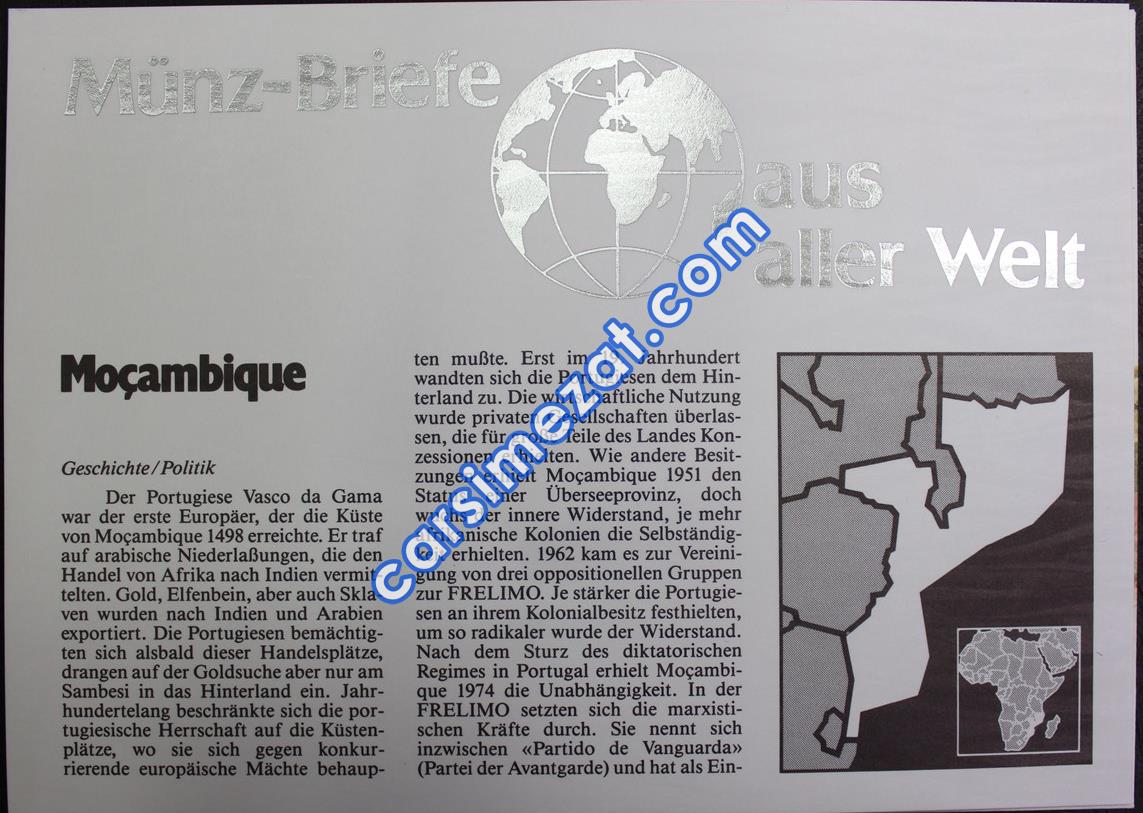 Münz-Briefe
aus
aller Welt
Moçambique
Geschichte/Politik
Der Portugiese Vasco da Gama
war der erste Europäer, der die Küste
von Moçambique 1498 erreichte. Er traf
auf arabische Niederlaßungen, die den
Handel von Afrika nach Indien vermit-
telten. Gold, Elfenbein, aber auch Skla-
ven wurden nach Indien und Arabien
exportiert. Die Portugiesen bemächtig-
ten sich alsbald dieser Handelsplätze,
drangen auf der Goldsuche aber nur am
Sambesi in das Hinterland ein. Jahr-
hundertelang beschränkte sich die por-
tugiesische Herrschaft auf die Küsten-
plätze, wo sie sich gegen konkur-
rierende europäische Mächte behaup-
ten mußte. Erst im 19. Jahrhundert
wandten sich die Portugiesen dem Hin-
terland zu. Die wirtschaftliche Nutzung
wurde privaten Gesellschaften überlas-
sen, die für große Teile des Landes Kon-
zessionen erhielten. Wie andere Besit-
zungen erhielt Moçambique 1951 den
Status einer Überseeprovinz, doch
wuchs der innere Widerstand, je mehr
afrikanische Kolonien die Selbständig-
keit erhielten. 1962 kam es zur Vereini-
gung von drei oppositionellen Gruppen
zur FRELIMO. Je stärker die Portugie-
sen an ihrem Kolonialbesitz festhielten,
um so radikaler wurde der Widerstand.
Nach dem Sturz des diktatorischen
Regimes in Portugal erhielt Moçambi-
que 1974 die Unabhängigkeit. In der
FRELIMO setzten sich die marxisti-
schen Kräfte durch. Sie nennt sich
inzwischen «Partido de Vanguarda»
(Partei der Avantgarde) und hat als Ein-
carsimezat.com